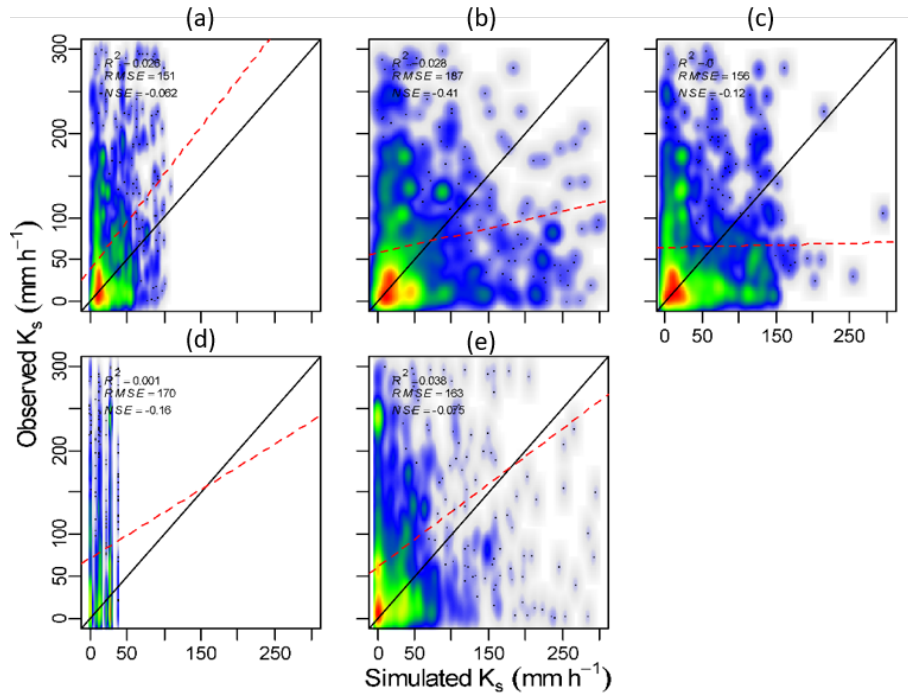 (a)
(b)
(c)
R² -0.026
RMSE=151
NSE=-0.062
R² -0.028
RMSE=187
NSE=-0.41
R² -0
RMSE=156
NSE=-0.12
300
200
100
50
0
0 50 150 250
(d)
(e)
R² -0.001
RMSE=170
NSE=-0.16
R² -0.038
RMSE=163
NSE=-0.075
300
200
100
50
0
0 50 150 250
0 50 150 250
Observed Kₛ (mm h⁻¹)
Simulated Kₛ (mm h⁻¹)